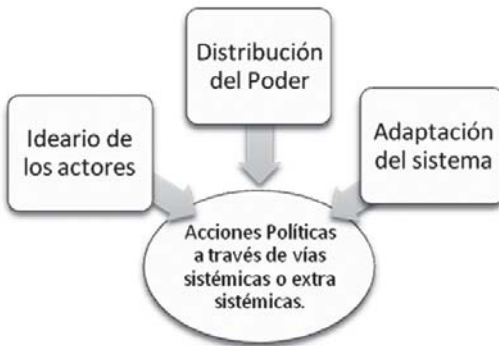 Distribución
del Poder
Ideario de
los actores
Adaptación
del sistema
Acciones Políticas
a través de vías
sistémicas o extra
sistémicas.